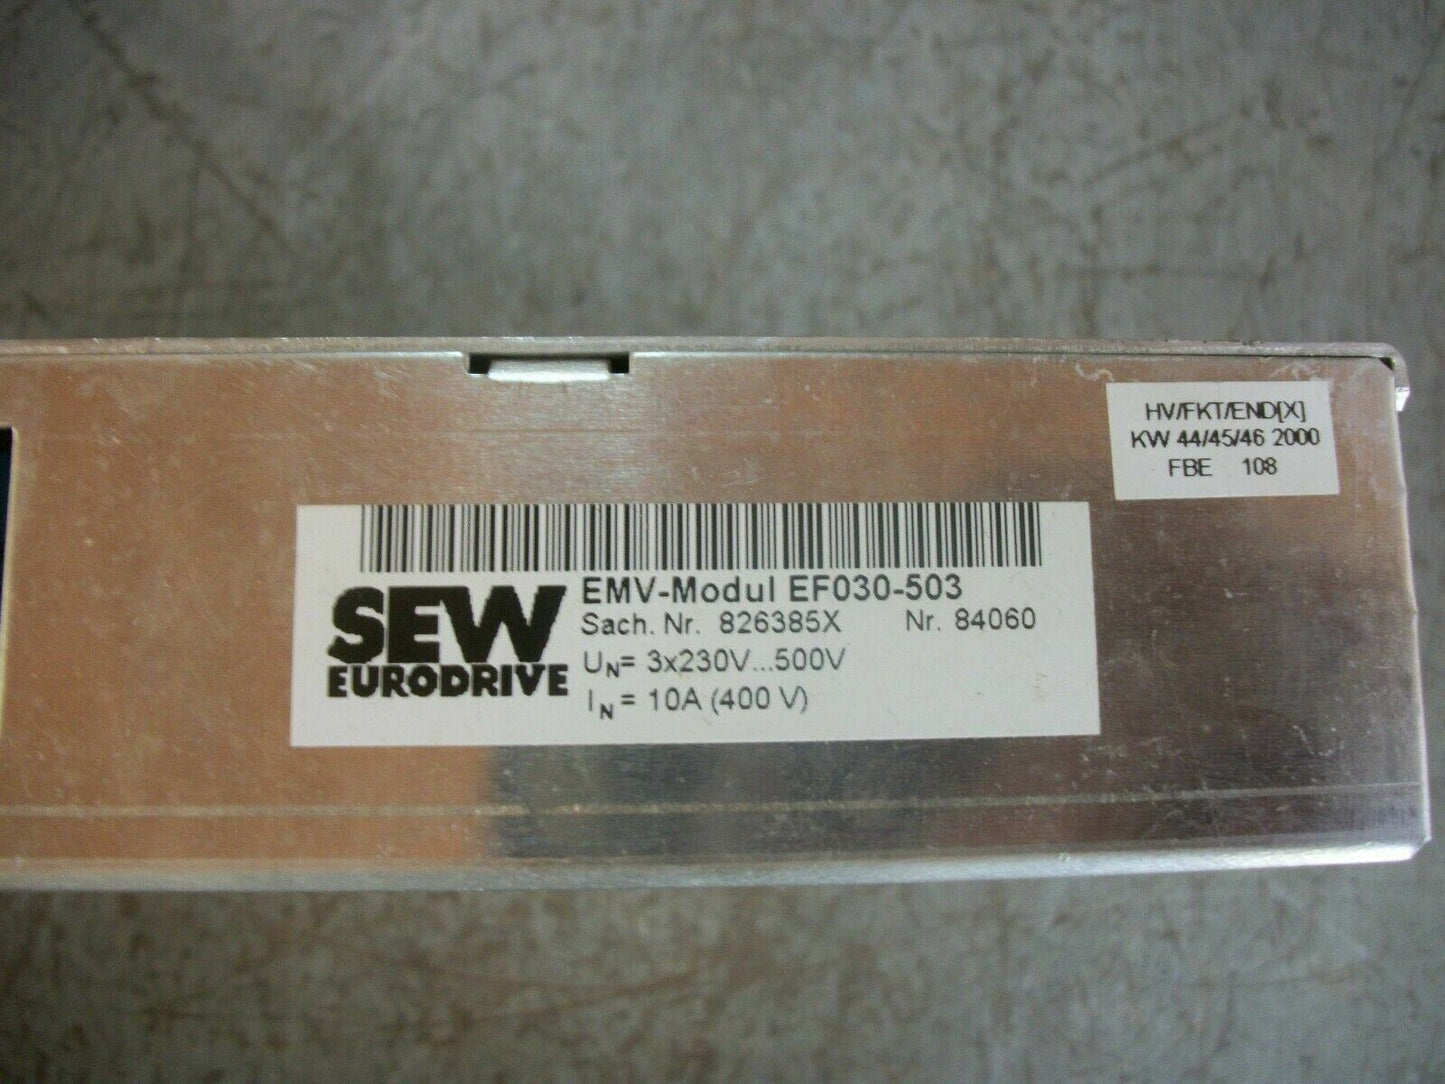 HV/FKT/END[X]
KW 44/45/46 2000
FBE 108
SEW
EURODRIVE
EMV-Modul EF030-503
Sach. Nr. 826385X Nr. 84060
UN= 3x230V...500V
IN = 10A (400 V)